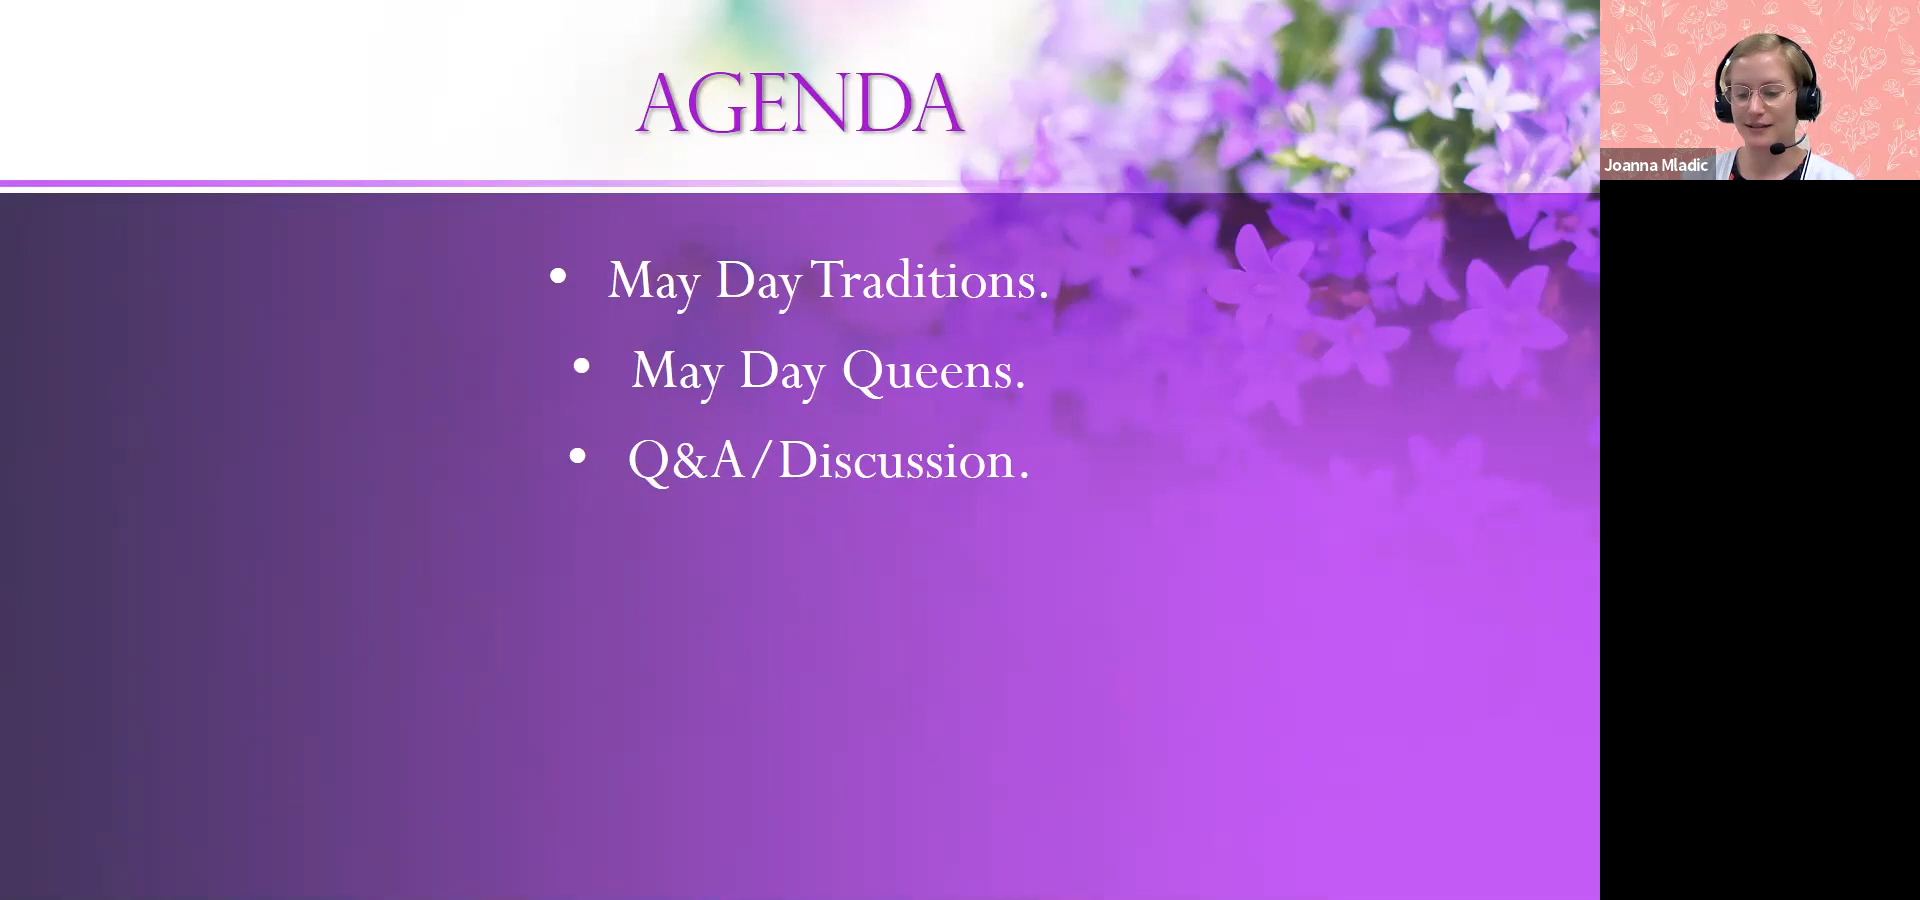 AGENDA
• May Day Traditions.
• May Day Queens.
• Q&A/Discussion.
Joanna Mladic